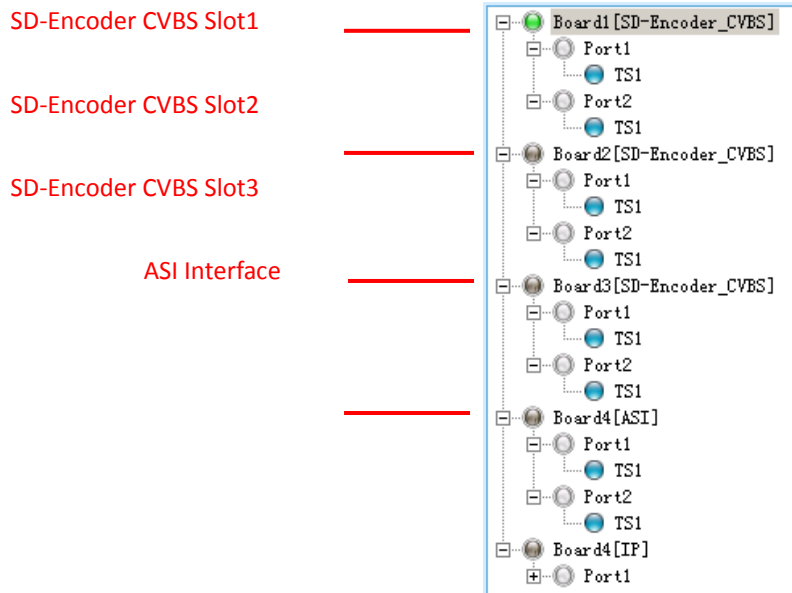 SD-Encoder CVBS Slot1
SD-Encoder CVBS Slot2
SD-Encoder CVBS Slot3
ASI Interface
Board1[SD-Encoder_CVBS]
Port1
TS1
Port2
TS1
Board2[SD-Encoder_CVBS]
Port1
TS1
Port2
TS1
Board3[SD-Encoder_CVBS]
Port1
TS1
Port2
TS1
Board4[ASI]
Port1
TS1
Port2
TS1
Board4[IP]
Port1